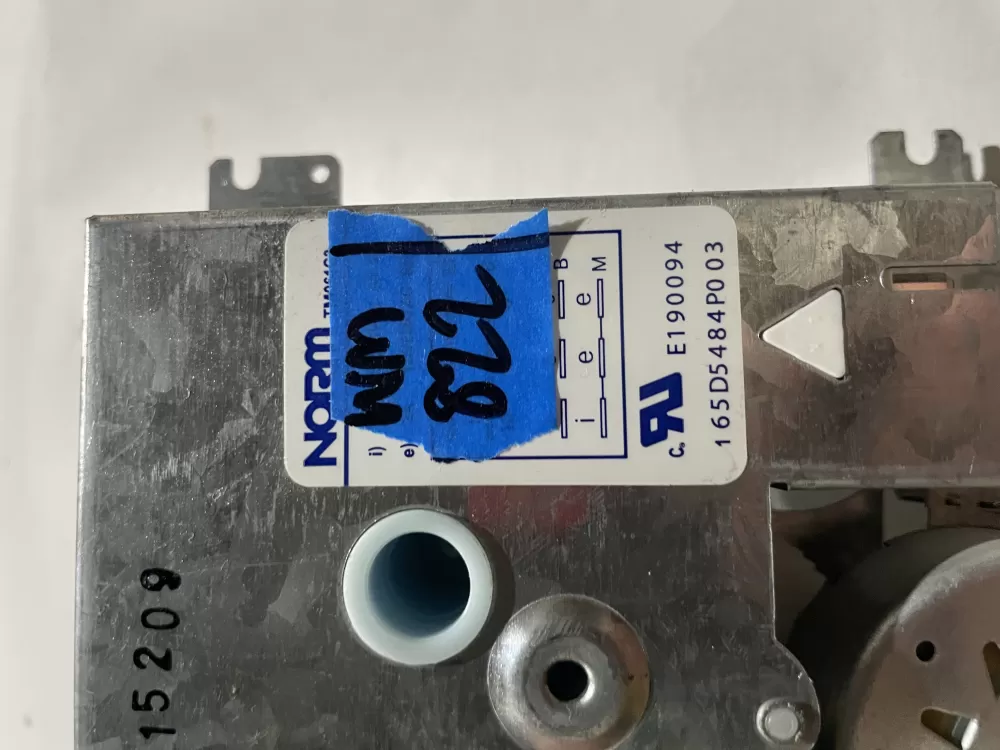 NORM
i)
e)
WM
822
B
M
e
e
i
E190094
c
165D5484P003
15209